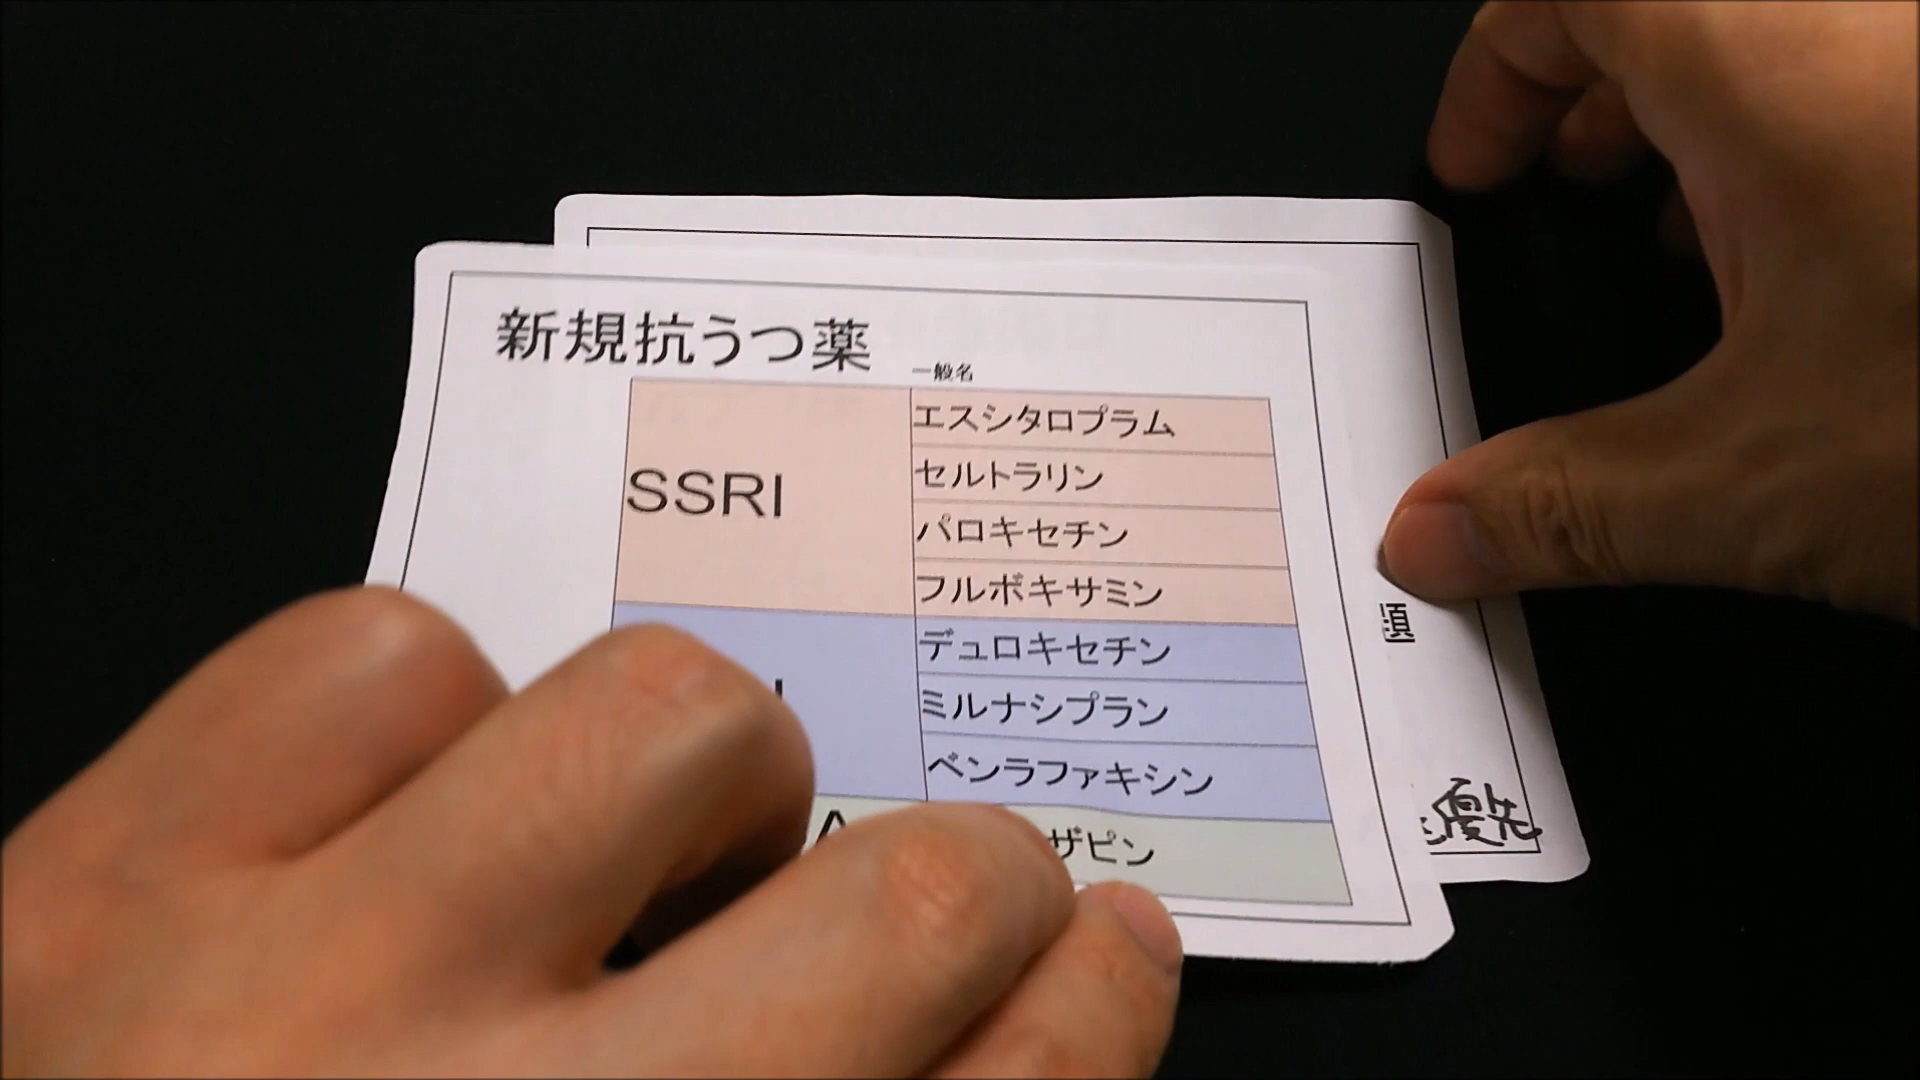 新規抗うつ薬
一般名
SSRI
エスシタロプラム
セルトラリン
パロキセチン
フルボキサミン
デュロキセチン
ミルナシプラン
ベンラファキシン
ザピン
優先